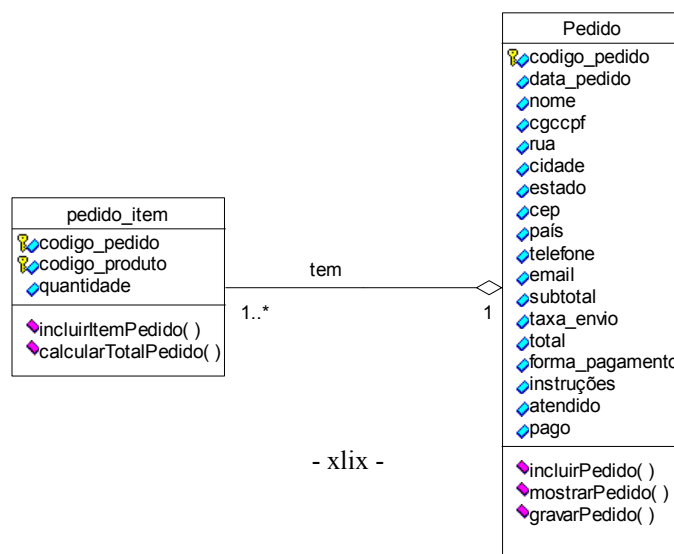 Pedido
codigo_pedido
data_pedido
nome
cgccpf
rua
cidade
estado
cep
país
telefone
email
subtotal
taxa_envio
total
forma_pagamento
instruções
atendido
pago
incluirPedido( )
mostrarPedido( )
gravarPedido( )
pedido_item
codigo_pedido
codigo_produto
quantidade
incluirItemPedido( )
calcularTotalPedido( )
tem
1..*
1
- xlix -